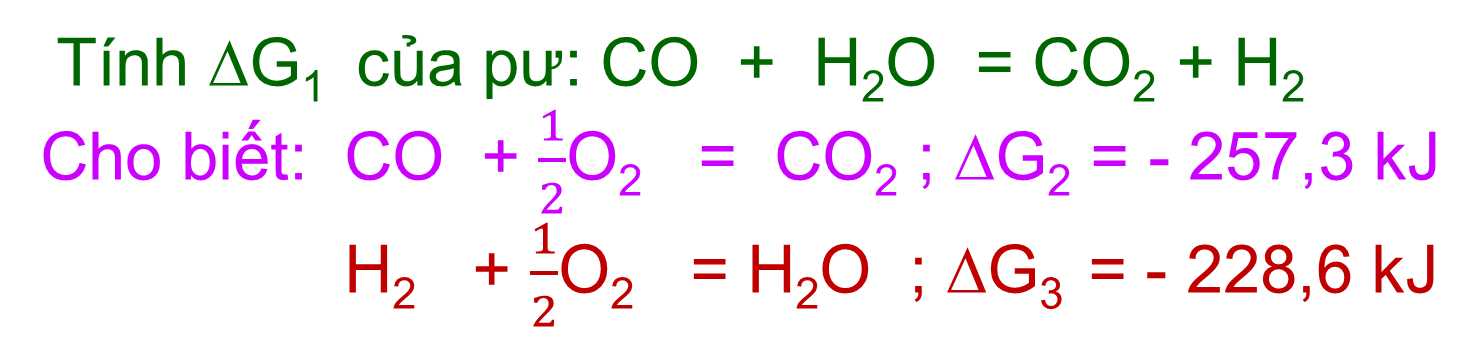 Tính ΔG₁ của pư: CO + H₂O = CO₂ + H₂
Cho biết: CO + ½O₂ = CO₂ ; ΔG₂ = - 257,3 kJ
H₂ + ½O₂ = H₂O ; ΔG₃ = - 228,6 kJ